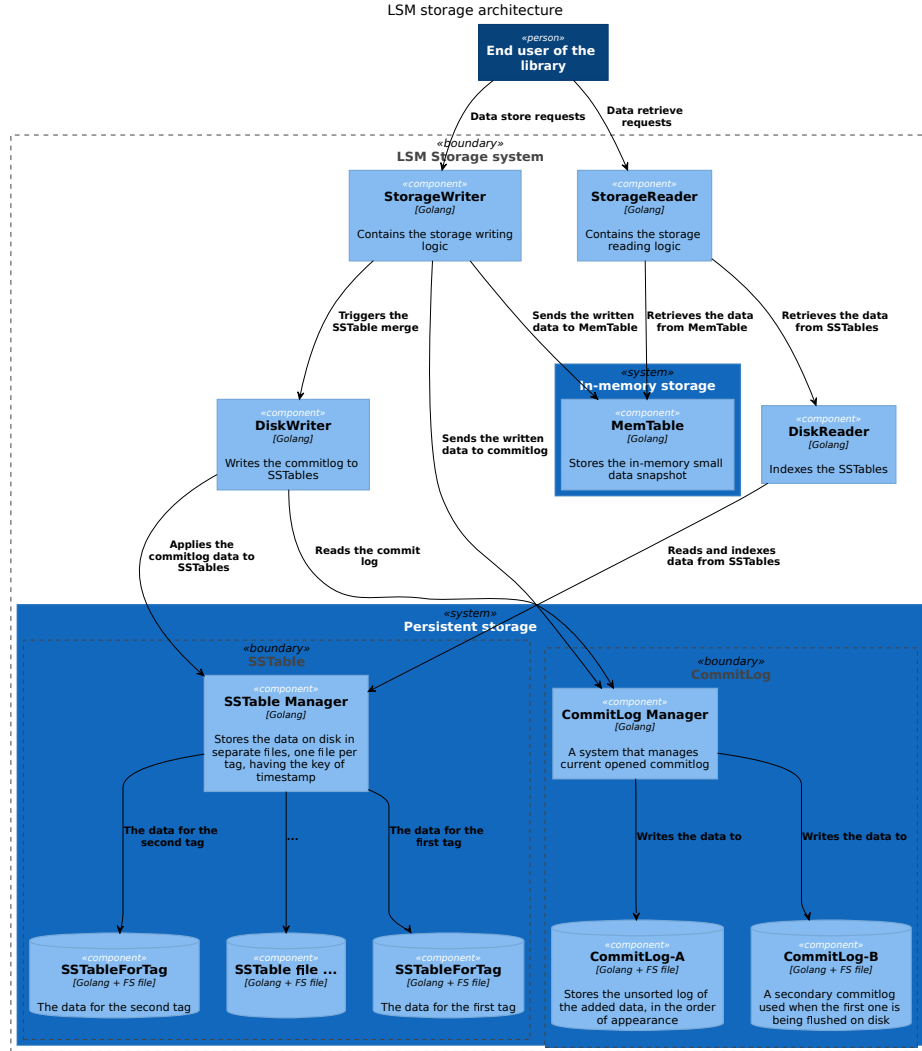 LSM storage architecture
«person»
End user of the
library
Data store requests
Data retrieve
requests
«boundary»
LSM Storage system
«component»
StorageWriter
[Golang]
Contains the storage writing
logic
«component»
StorageReader
[Golang]
Contains the storage
reading logic
Triggers the
SSTable merge
Sends the written
data to MemTable
Retrieves the data
from MemTable
Retrieves the data
from SSTables
«system»
In-memory storage
«component»
DiskWriter
[Golang]
Writes the commitlog to
SSTables
Sends the written
data to commitlog
«component»
MemTable
[Golang]
Stores the in-memory small
data snapshot
«component»
DiskReader
[Golang]
Indexes the SSTables
Applies the
commitlog data to
SSTables
Reads the commit
log
Reads and indexes
data from SSTables
«system»
Persistent storage
«boundary»
SSTable
«boundary»
CommitLog
«component»
SSTable Manager
[Golang]
Stores the data on disk in
separate files, one file per
tag, having the key of
timestamp
«component»
CommitLog Manager
[Golang]
A system that manages
current opened commitlog
The data for the
second tag
...
The data for the
first tag
Writes the data to
Writes the data to
«component»
SSTableForTag
[Golang + FS file]
The data for the second tag
«component»
SSTable file ...
[Golang + FS file]
«component»
SSTableForTag
[Golang + FS file]
The data for the first tag
«component»
CommitLog-A
[Golang + FS file]
Stores the unsorted log of
the added data, in the order
of appearance
«component»
CommitLog-B
[Golang + FS file]
A secondary commitlog
used when the first one is
being flushed on disk